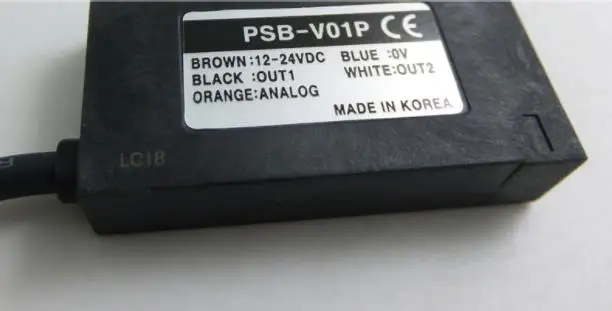 PSB-V01P CE
BROWN:12-24VDC BLUE :0V
BLACK :OUT1 WHITE:OUT2
ORANGE:ANALOG
MADE IN KOREA
LC18